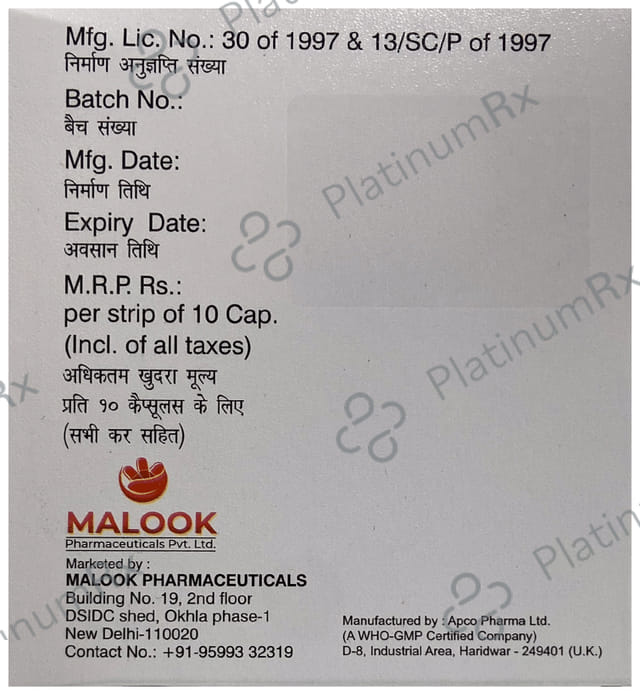 Mfg. Lic. No.: 30 of 1997 & 13/SC/P of 1997
निर्माण अनुज्ञप्ति संख्या
Batch No.:
बैच संख्या
Mfg. Date:
निर्माण तिथि
Expiry Date:
अवसान तिथि
M.R.P. Rs.:
per strip of 10 Cap.
(Incl. of all taxes)
अधिकतम खुदरा मूल्य
प्रति १० कैप्सूलस के लिए
(सभी कर सहित)
MALOOK
Pharmaceuticals Pvt. Ltd.
Marketed by :
MALOOK PHARMACEUTICALS
Building No. 19, 2nd floor
DSIDC shed, Okhla phase-1
New Delhi-110020
Contact No.: +91-95993 32319
Manufactured by : Apco Pharma Ltd.
(A WHO-GMP Certified Company)
D-8, Industrial Area, Haridwar - 249401 (U.K.)
PlatinumRx
PlatinumRx
PlatinumRx